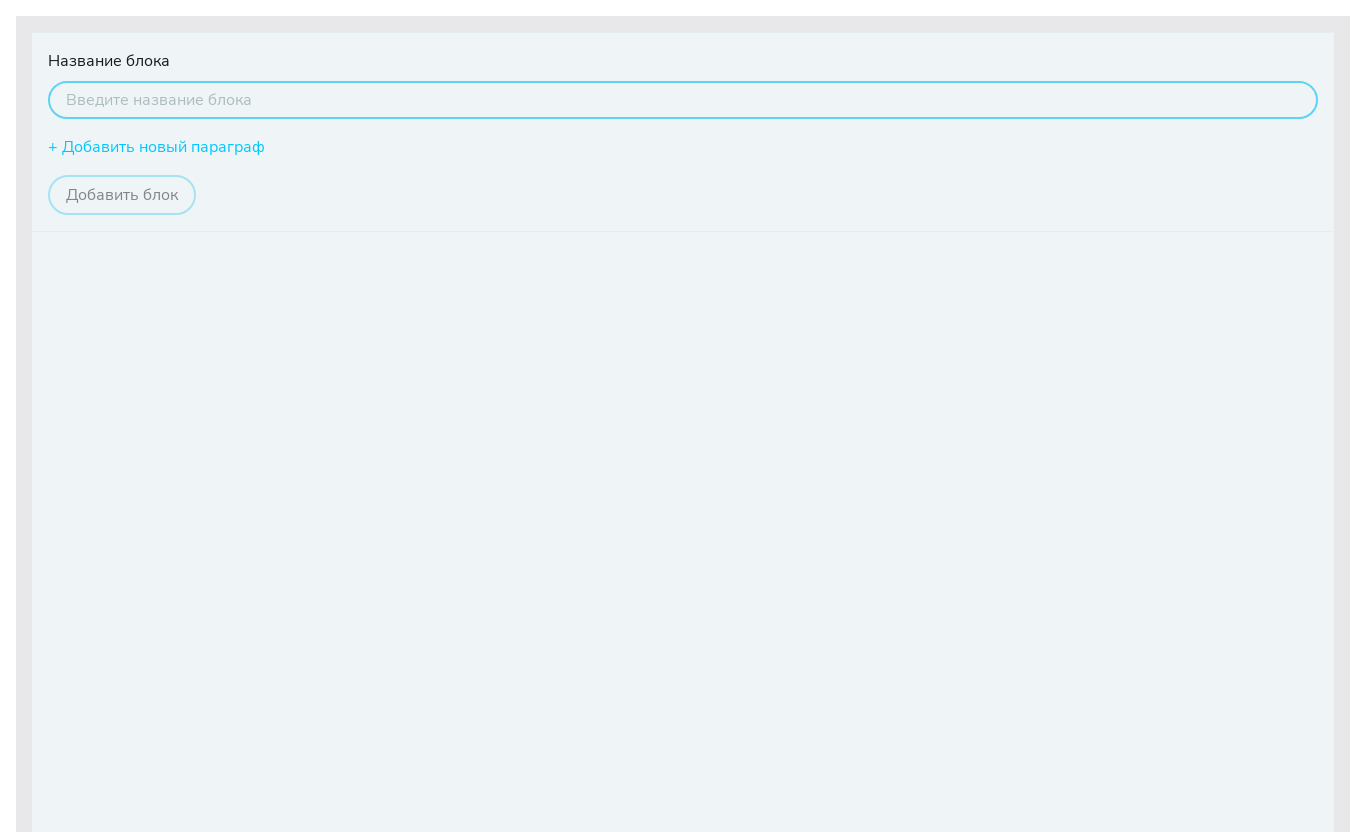 Название блока
Введите название блока
+ Добавить новый параграф
Добавить блок